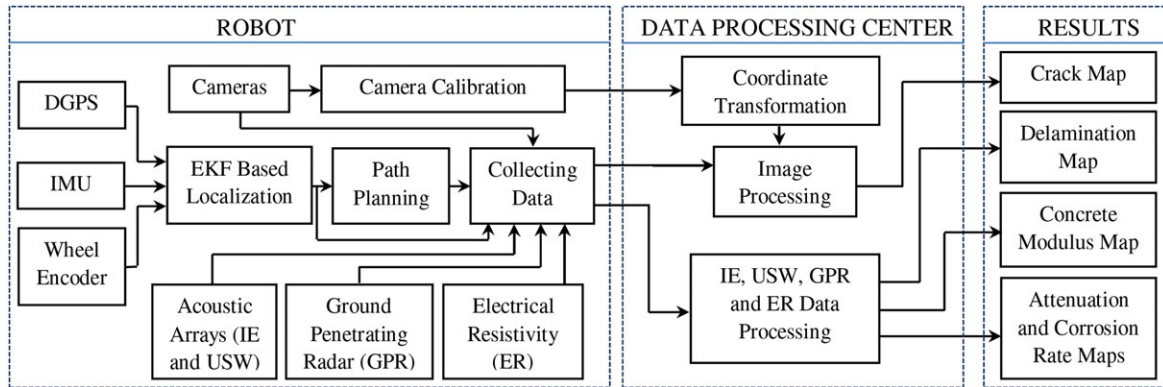 ROBOT
DGPS
IMU
Wheel
Encoder
Cameras
Camera Calibration
EKF Based
Localization
Path
Planning
Collecting
Data
Acoustic
Arrays (IE
and USW)
Ground
Penetrating
Radar (GPR)
Electrical
Resistivity
(ER)
DATA PROCESSING CENTER
Coordinate
Transformation
Image
Processing
IE, USW, GPR
and ER Data
Processing
RESULTS
Crack Map
Delamination
Map
Concrete
Modulus Map
Attenuation
and Corrosion
Rate Maps